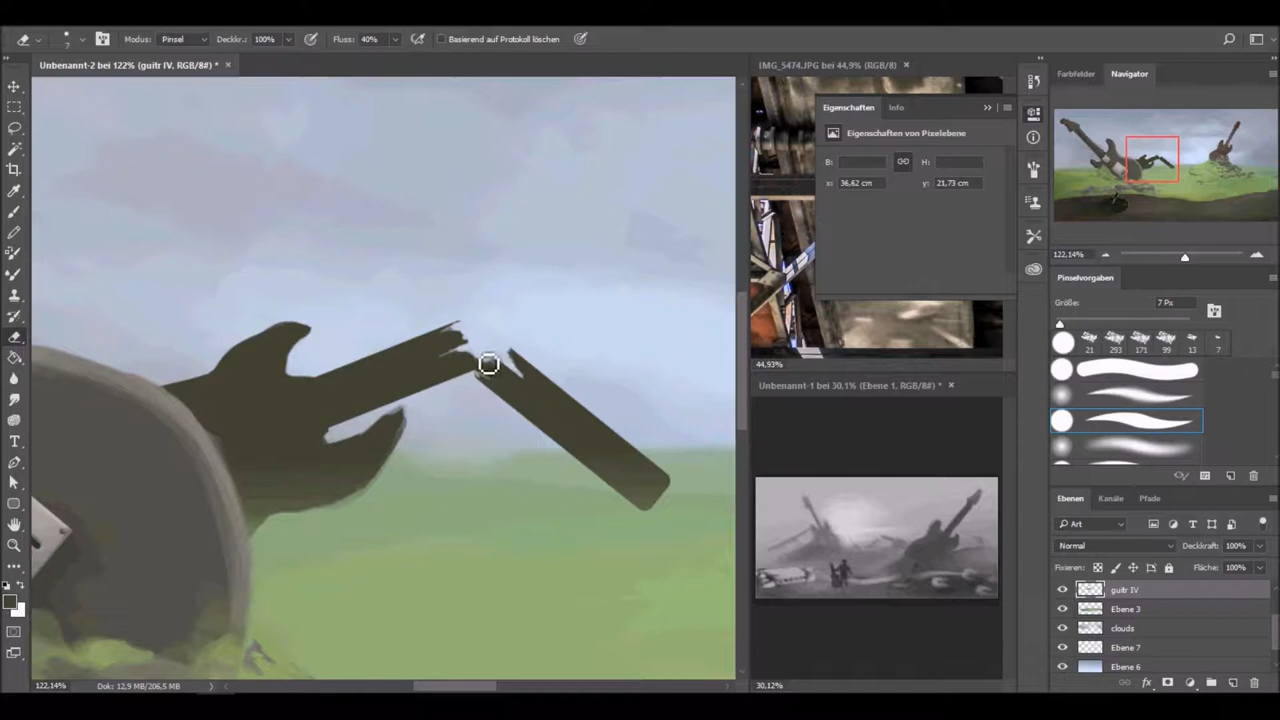 7
Modus: Pinsel
Deckkr.: 100%
Fluss: 40%
Basierend auf Protokoll löschen
Unbenannt-2 bei 122% (guitr IV, RGB/8#) *
IMG_5474.JPG bei 44,9% (RGB/8)
Eigenschaften
Info
Eigenschaften von Pixelebene
B:
H:
x: 36,62 cm
y: 21,73 cm
44,93%
Unbenannt-1 bei 30,1% (Ebene 1, RGB/8#) *
30,12%
Farbfelder
Navigator
122,14%
Pinselvorgaben
Größe:
7 Px
21
293
171
99
13
7
Ebenen
Kanäle
Pfade
Art
Normal
Deckkraft: 100%
Fixieren:
Fläche: 100%
guitr IV
Ebene 3
clouds
Ebene 7
Ebene 6
122,14%
Dok: 12,9 MB/206,5 MB